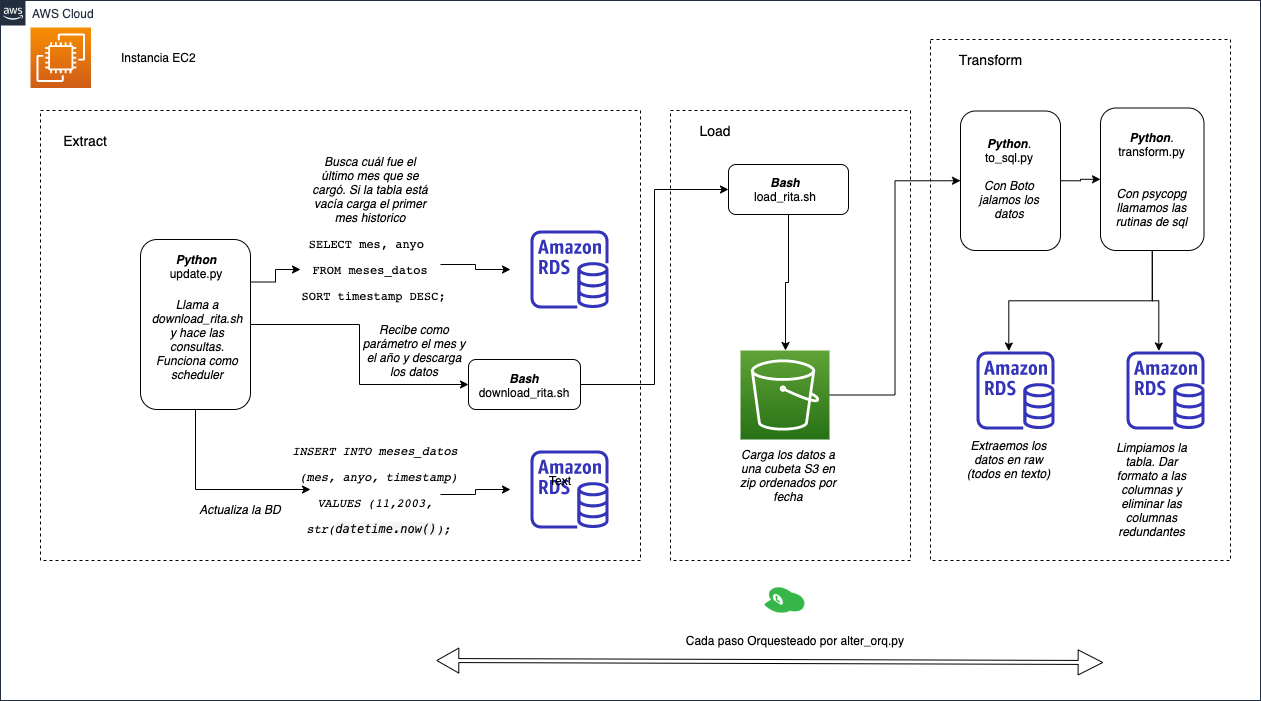 aws
AWS Cloud
Instancia EC2
Extract
Busca cuál fue el
último mes que se
cargó. Si la tabla está
vacía carga el primer
mes historico
SELECT mes, anyo
FROM meses_datos
SORT timestamp DESC;
Amazon
RDS
Python
update.py
Llama a
download_rita.sh
y hace las
consultas.
Funciona como
scheduler
Recibe como
parámetro el mes y
el año y descarga
los datos
Bash
download_rita.sh
INSERT INTO meses_datos
(mes, anyo, timestamp)
VALUES (11,2003,
str(datetime.now());
Actualiza la BD
Amazon
RDS
Text
Load
Bash
load_rita.sh
Carga los datos a
una cubeta S3 en
zip ordenados por
fecha
Transform
Python.
to_sql.py
Con Boto
jalamos los
datos
Python.
transform.py
Con psycopg
llamamos las
rutinas de sql
Amazon
RDS
Extraemos los
datos en raw
(todos en texto)
Amazon
RDS
Limpiamos la
tabla. Dar
formato a las
columnas y
eliminar las
columnas
redundantes
Cada paso Orquesteado por alter_orq.py